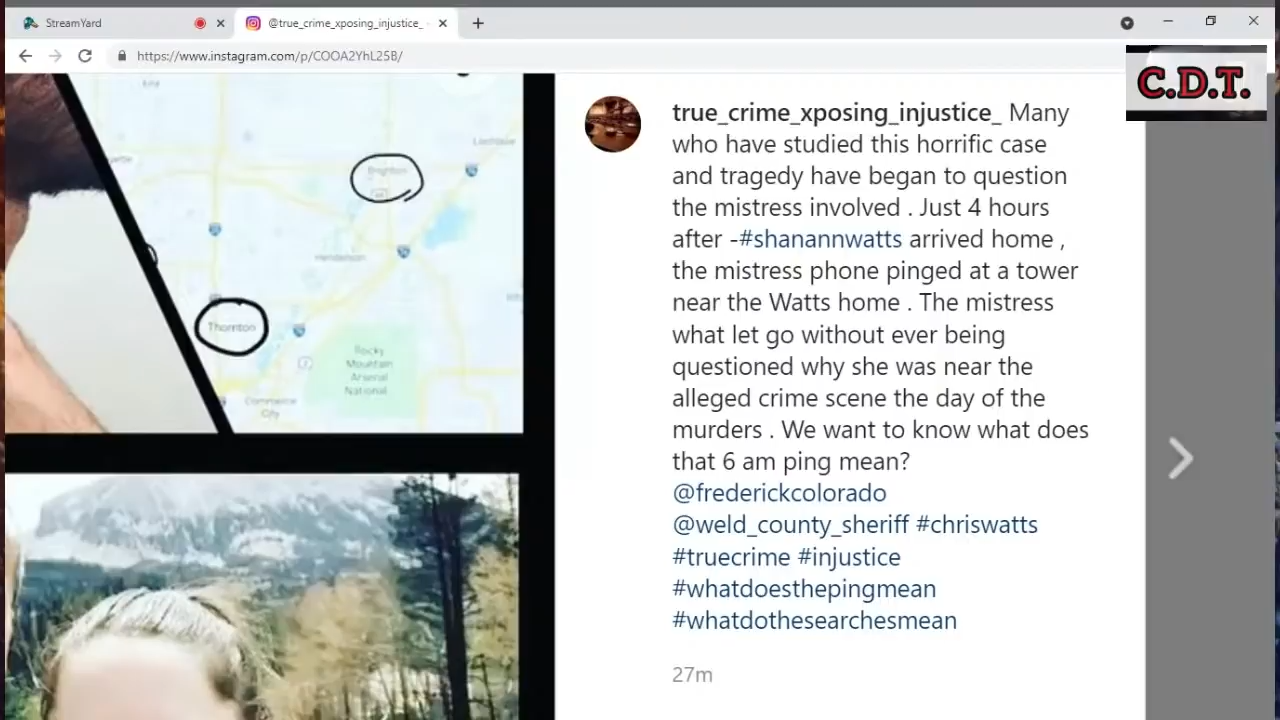 StreamYard
@true_crime_xposing_injustice_
https://www.instagram.com/p/COOA2YhL25B/
C.D.T.
Brighton
Henderson
Thornton
Rocky
Mountain
Arsenal
National
Commerce
City
true_crime_xposing_injustice_ Many
who have studied this horrific case
and tragedy have began to question
the mistress involved . Just 4 hours
after -#shanannwatts arrived home ,
the mistress phone pinged at a tower
near the Watts home . The mistress
what let go without ever being
questioned why she was near the
alleged crime scene the day of the
murders . We want to know what does
that 6 am ping mean?
@frederickcolorado
@weld_county_sheriff #chriswatts
#truecrime #injustice
#whatdoesthepingmean
#whatdothesearchesmean
27m